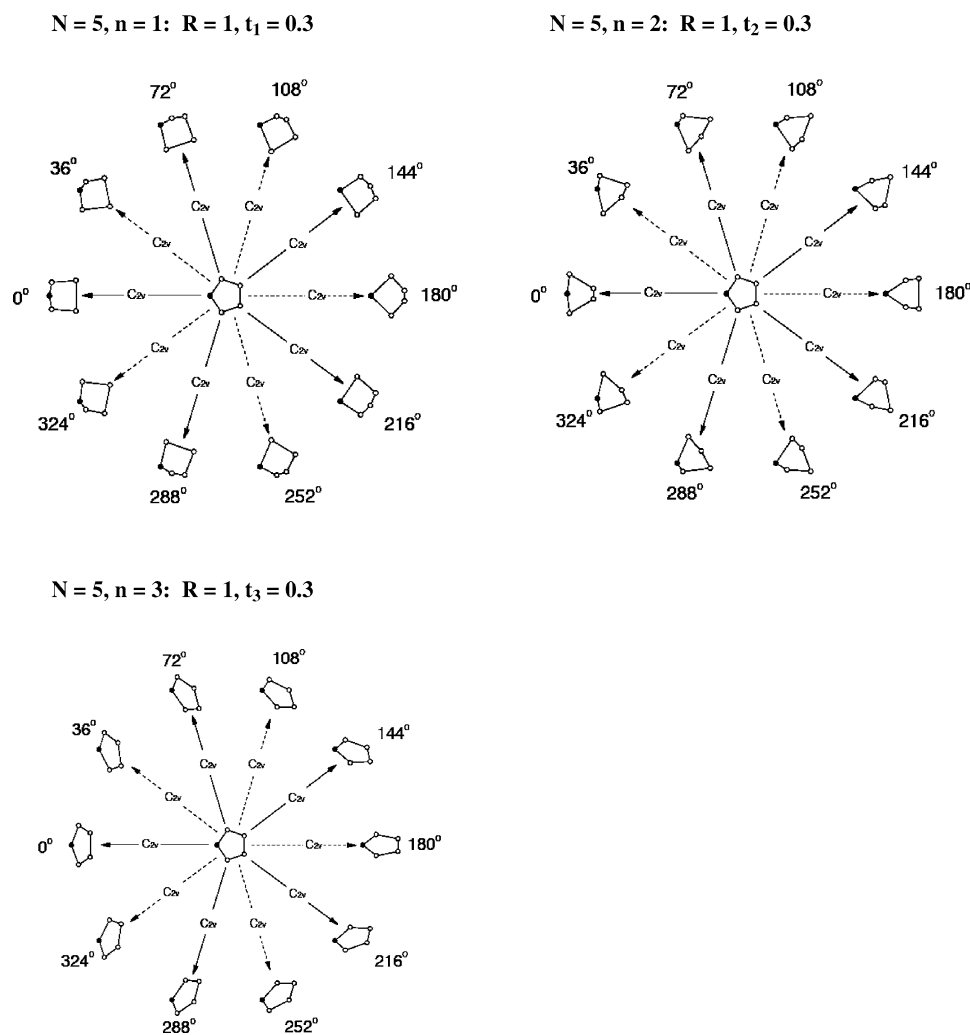 N = 5, n = 1: R = 1, t₁ = 0.3
72° 108°
36° 144°
C₂ᵥ C₂ᵥ
C₂ᵥ C₂ᵥ
0° C₂ᵥ C₂ᵥ 180°
C₂ᵥ C₂ᵥ
C₂ᵥ C₂ᵥ
324° 216°
288° 252°
N = 5, n = 2: R = 1, t₂ = 0.3
72° 108°
36° 144°
C₂ᵥ C₂ᵥ
C₂ᵥ C₂ᵥ
0° C₂ᵥ C₂ᵥ 180°
C₂ᵥ C₂ᵥ
C₂ᵥ C₂ᵥ
324° 216°
288° 252°
N = 5, n = 3: R = 1, t₃ = 0.3
72° 108°
36° 144°
C₂ᵥ C₂ᵥ
C₂ᵥ C₂ᵥ
0° C₂ᵥ C₂ᵥ 180°
C₂ᵥ C₂ᵥ
C₂ᵥ C₂ᵥ
324° 216°
288° 252°